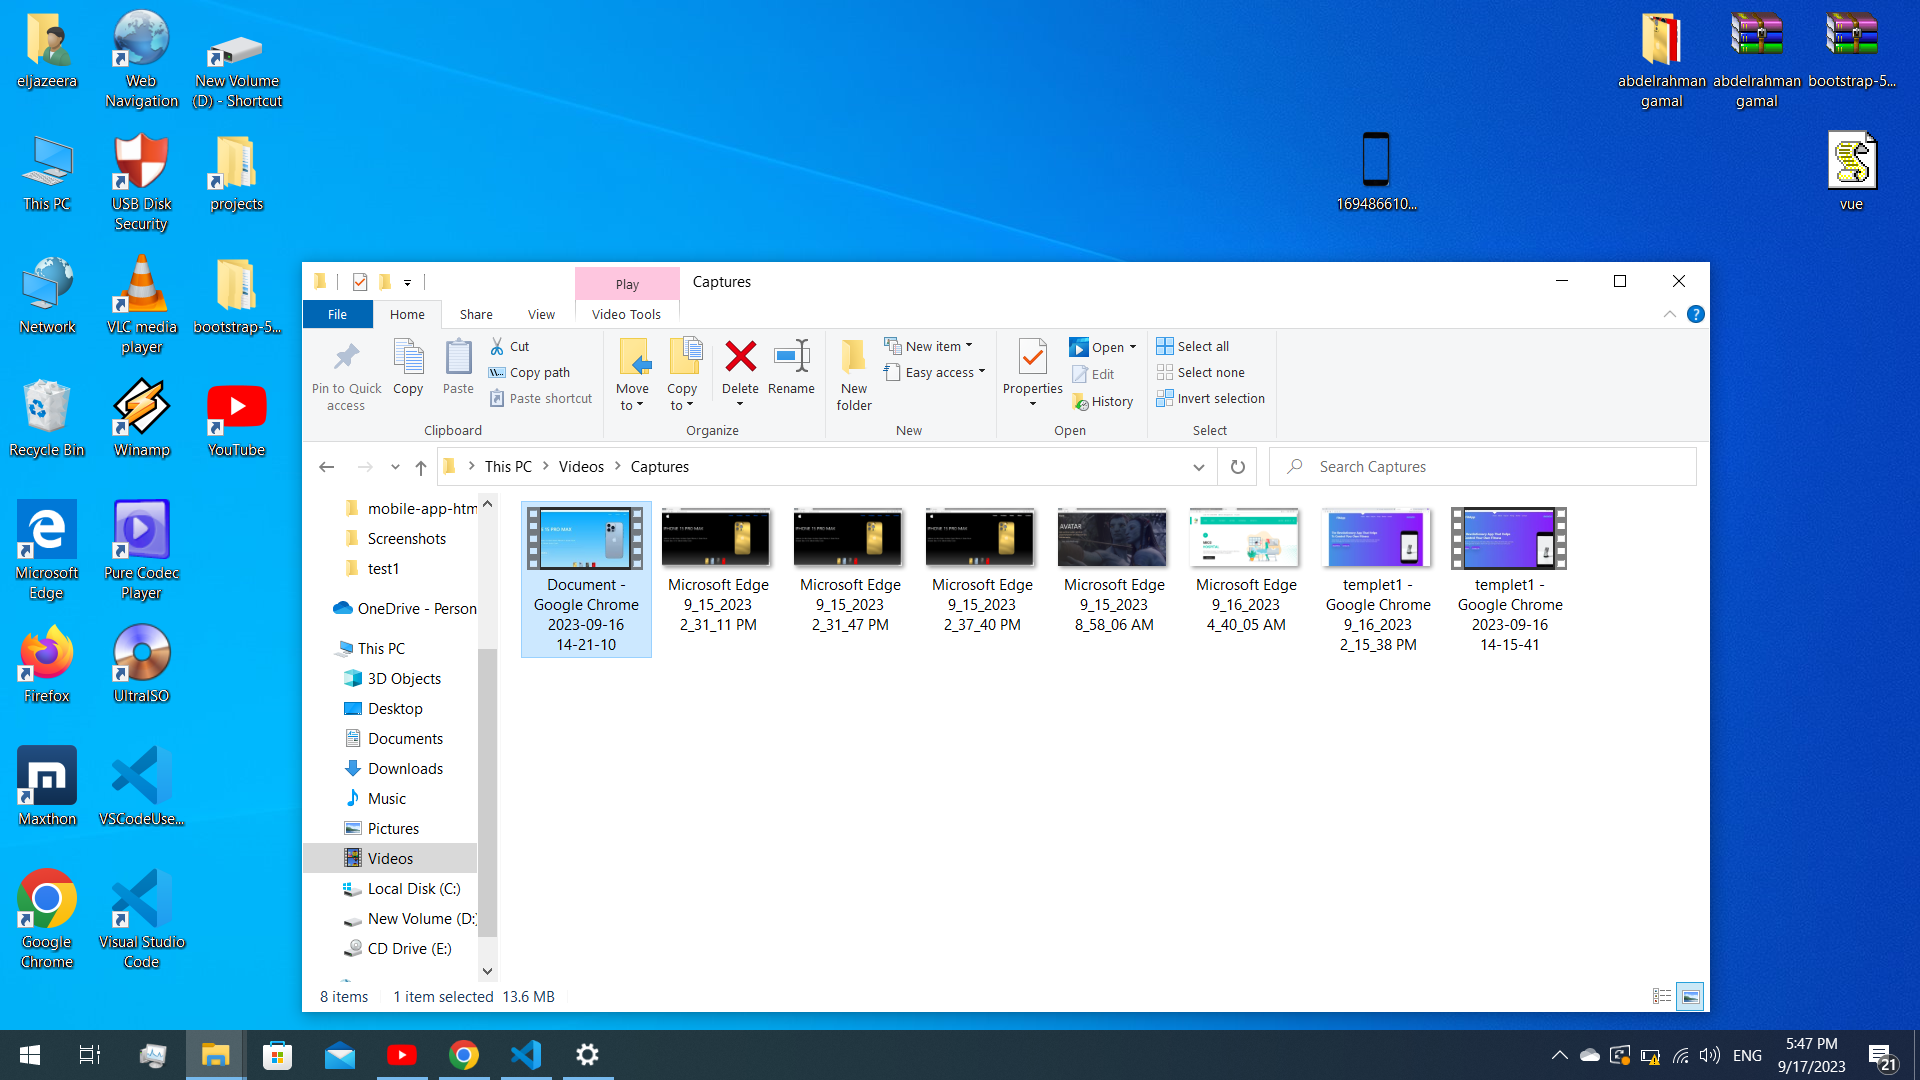 eljazeera
Web
Navigation
New Volume
(D) - Shortcut
abdelrahman
gamal
abdelrahman
gamal
bootstrap-5...
This PC
USB Disk
Security
projects
169486610...
vue
Network
VLC media
player
bootstrap-5...
Recycle Bin
Winamp
YouTube
Microsoft
Edge
Pure Codec
Player
Firefox
UltraISO
Maxthon
VSCodeUse...
Google
Chrome
Visual Studio
Code
Play
Captures
File
Home
Share
View
Video Tools
Pin to Quick
access
Copy
Paste
Cut
Copy path
Paste shortcut
Clipboard
Move
to
Copy
to
Delete
Rename
Organize
New
folder
New item
Easy access
New
Properties
Open
Edit
History
Open
Select all
Select none
Invert selection
Select
This PC
Videos
Captures
Search Captures
mobile-app-htm
Screenshots
test1
OneDrive - Person
This PC
3D Objects
Desktop
Documents
Downloads
Music
Pictures
Videos
Local Disk (C:)
New Volume (D:)
CD Drive (E:)
Document -
Google Chrome
2023-09-16
14-21-10
Microsoft Edge
9_15_2023
2_31_11 PM
Microsoft Edge
9_15_2023
2_31_47 PM
Microsoft Edge
9_15_2023
2_37_40 PM
AVATAR
Microsoft Edge
9_15_2023
8_58_06 AM
Microsoft Edge
9_16_2023
4_40_05 AM
templet1 -
Google Chrome
9_16_2023
2_15_38 PM
templet1 -
Google Chrome
2023-09-16
14-15-41
8 items
1 item selected 13.6 MB
ENG
5:47 PM
9/17/2023
21